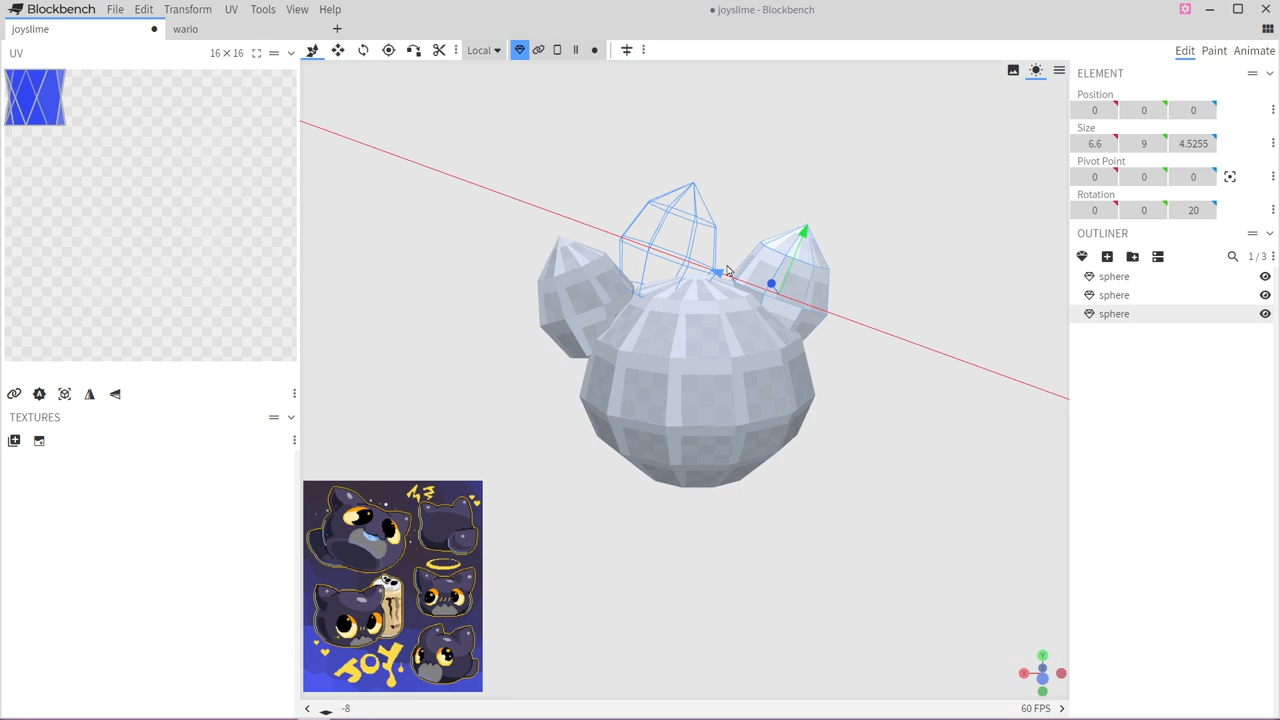 Blockbench
File Edit Transform UV Tools View Help
joyslime - Blockbench
joyslime
wario
UV
16 × 16
Local
Edit Paint Animate
ELEMENT
Position
0 0 0
Size
6.6 9 4.5255
Pivot Point
0 0 0
Rotation
0 0 20
OUTLINER
1 / 3
sphere
sphere
sphere
TEXTURES
JOY
-8
60 FPS